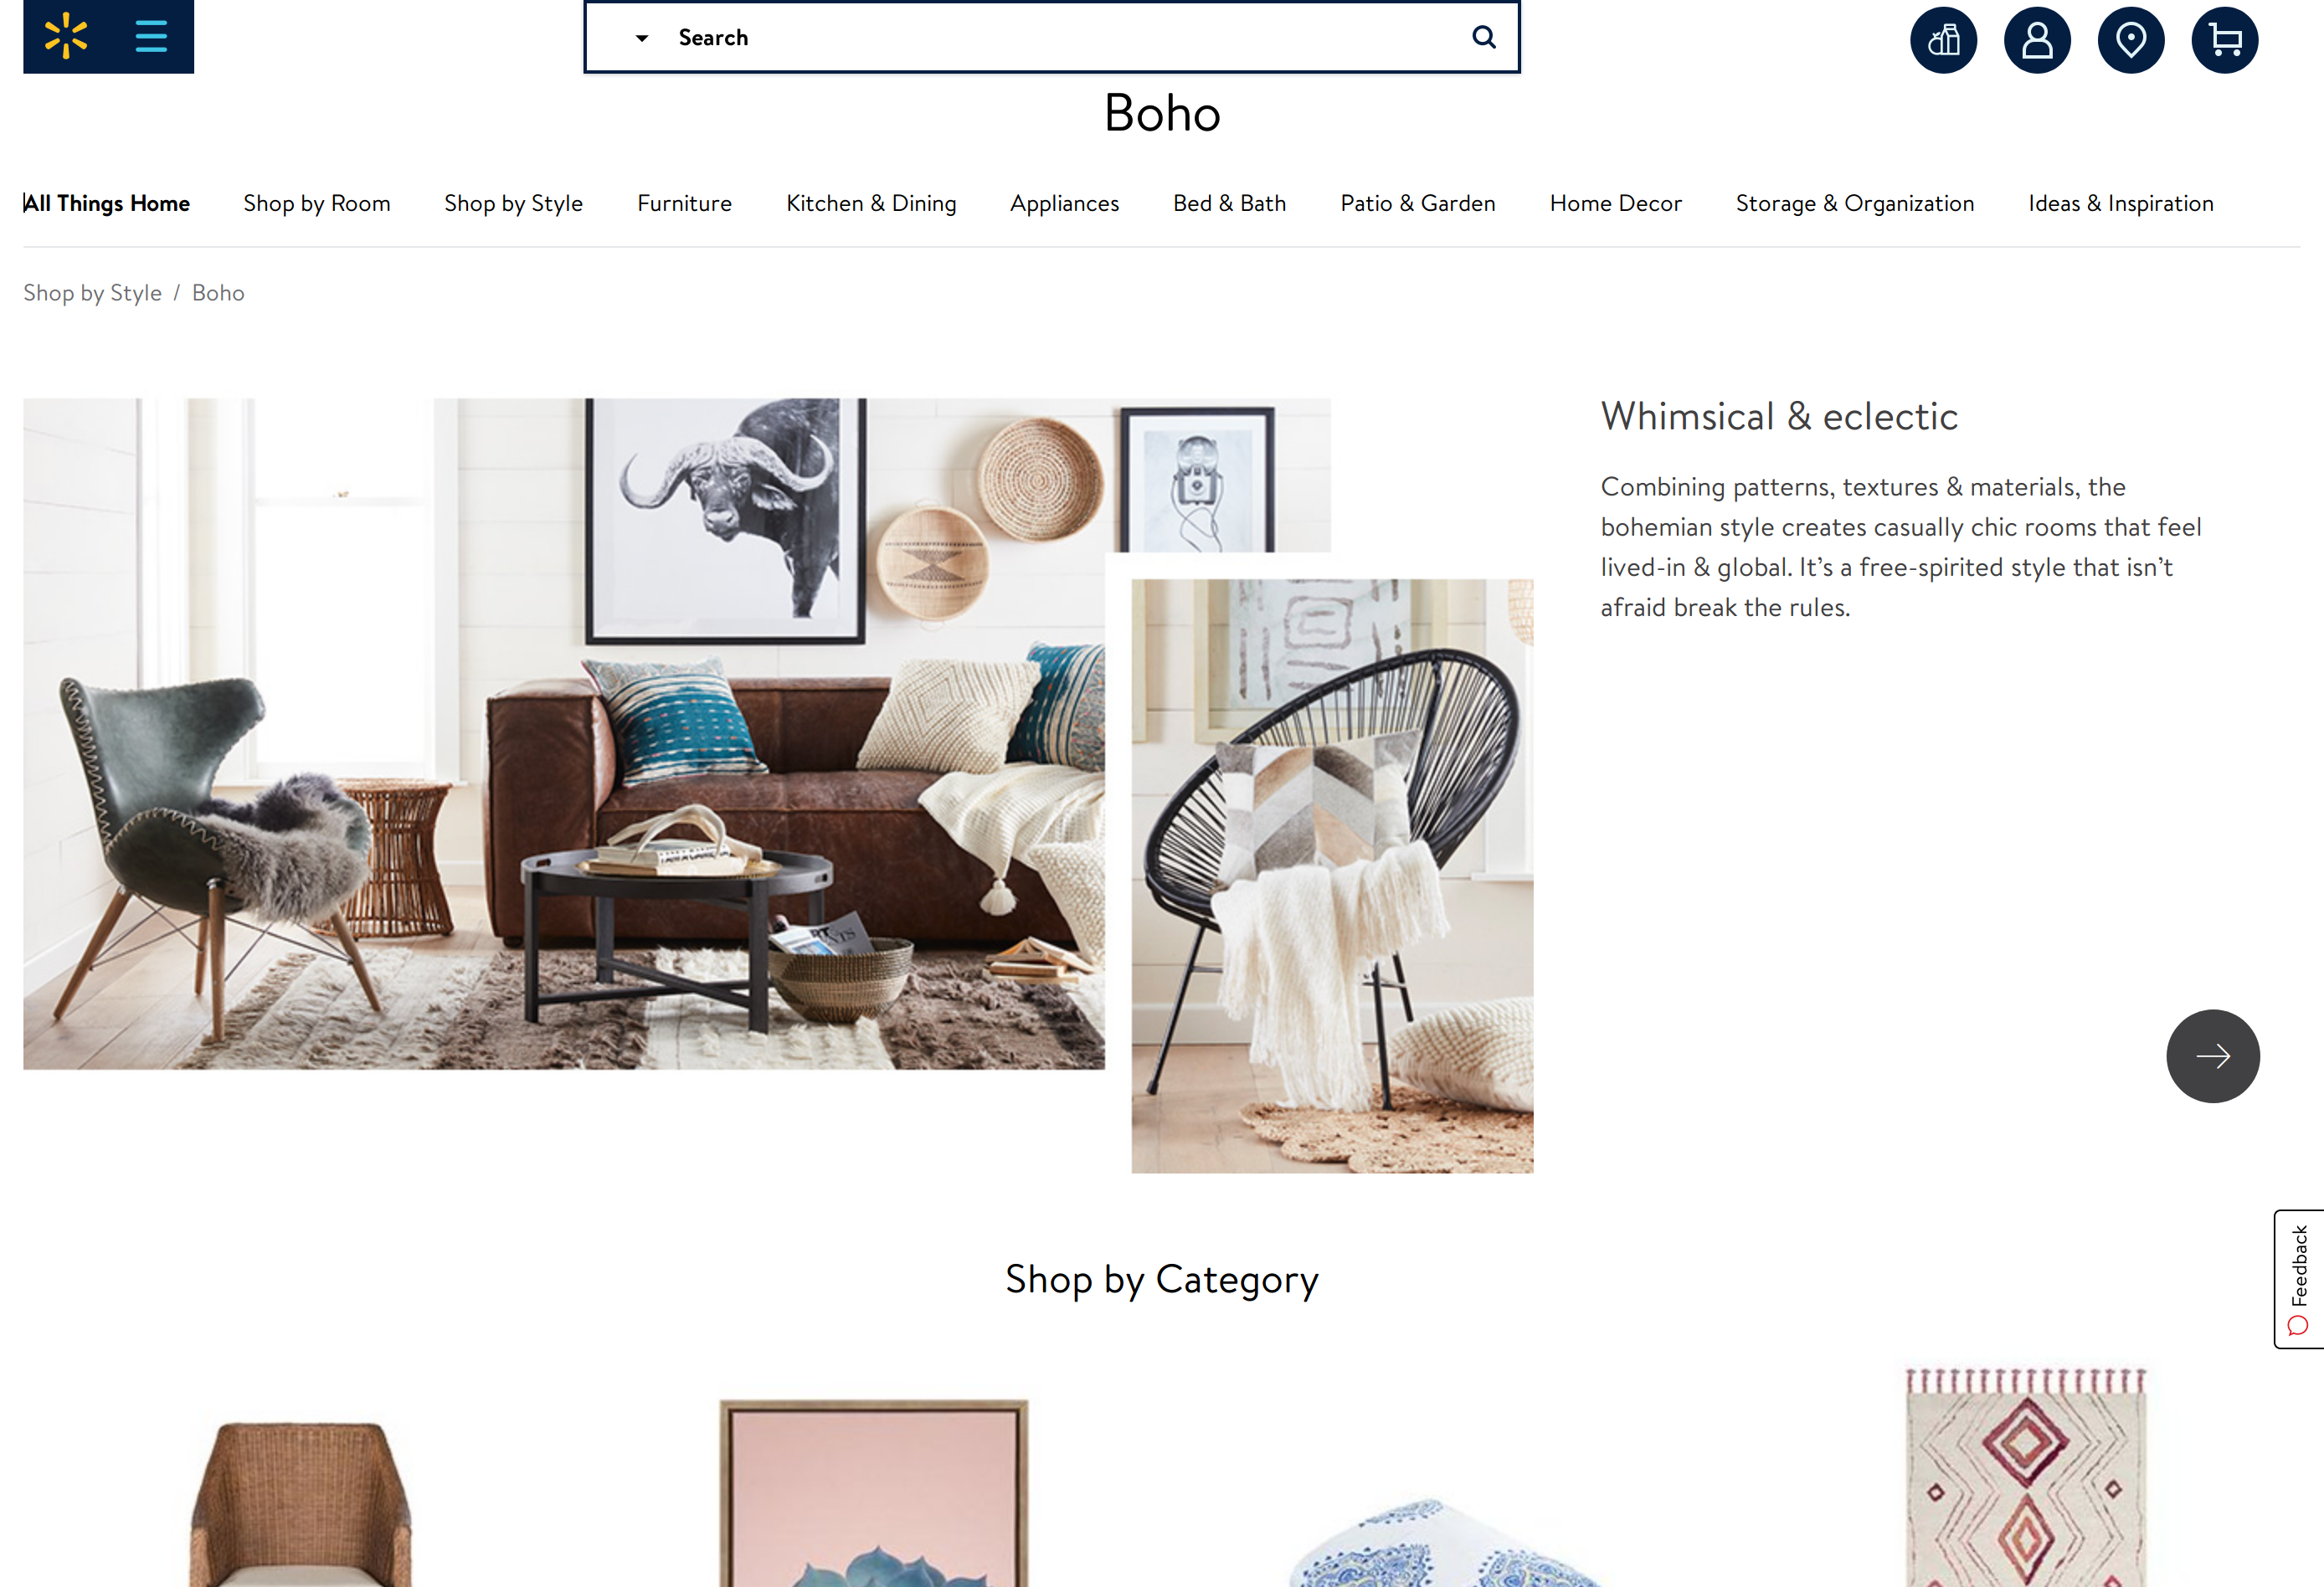 Search
Boho
All Things Home
Shop by Room
Shop by Style
Furniture
Kitchen & Dining
Appliances
Bed & Bath
Patio & Garden
Home Decor
Storage & Organization
Ideas & Inspiration
Shop by Style / Boho
Whimsical & eclectic
Combining patterns, textures & materials, the
bohemian style creates casually chic rooms that feel
lived-in & global. It’s a free-spirited style that isn’t
afraid break the rules.
Feedback
Shop by Category